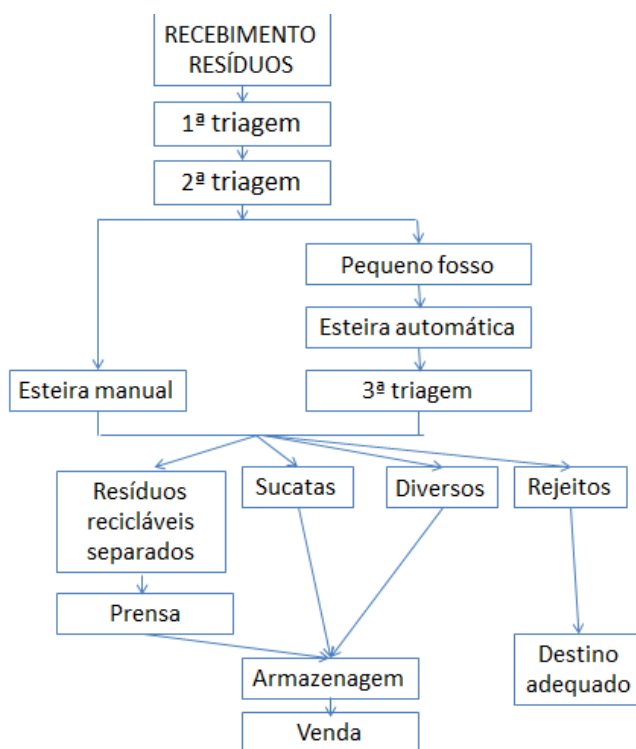 RECEBIMENTO
RESÍDUOS
1ª triagem
2ª triagem
Pequeno fosso
Esteira automática
Esteira manual
3ª triagem
Resíduos
recicláveis
separados
Sucatas
Diversos
Rejeitos
Prensa
Armazenagem
Destino
adequado
Venda